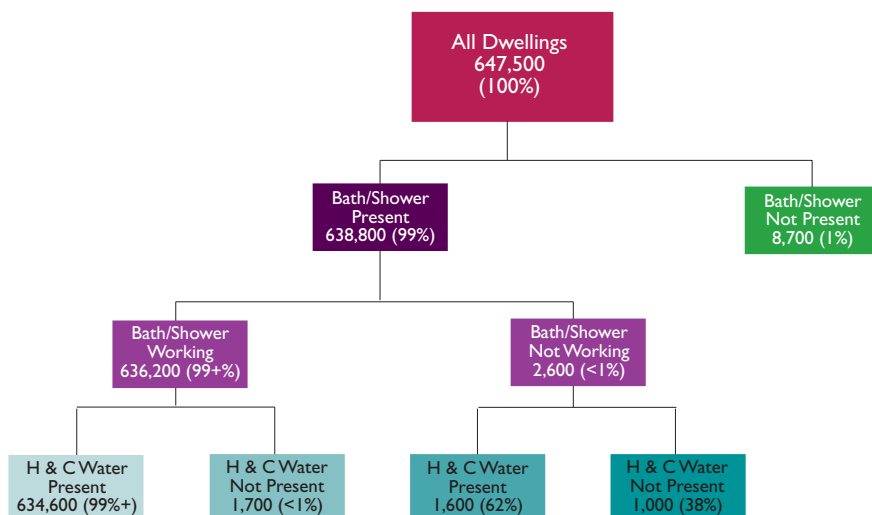 All Dwellings
647,500
(100%)
Bath/Shower
Present
638,800 (99%)
Bath/Shower
Not Present
8,700 (1%)
Bath/Shower
Working
636,200 (99+%)
Bath/Shower
Not Working
2,600 (<1%)
H & C Water
Present
634,600 (99%+)
H & C Water
Not Present
1,700 (<1%)
H & C Water
Present
1,600 (62%)
H & C Water
Not Present
1,000 (38%)